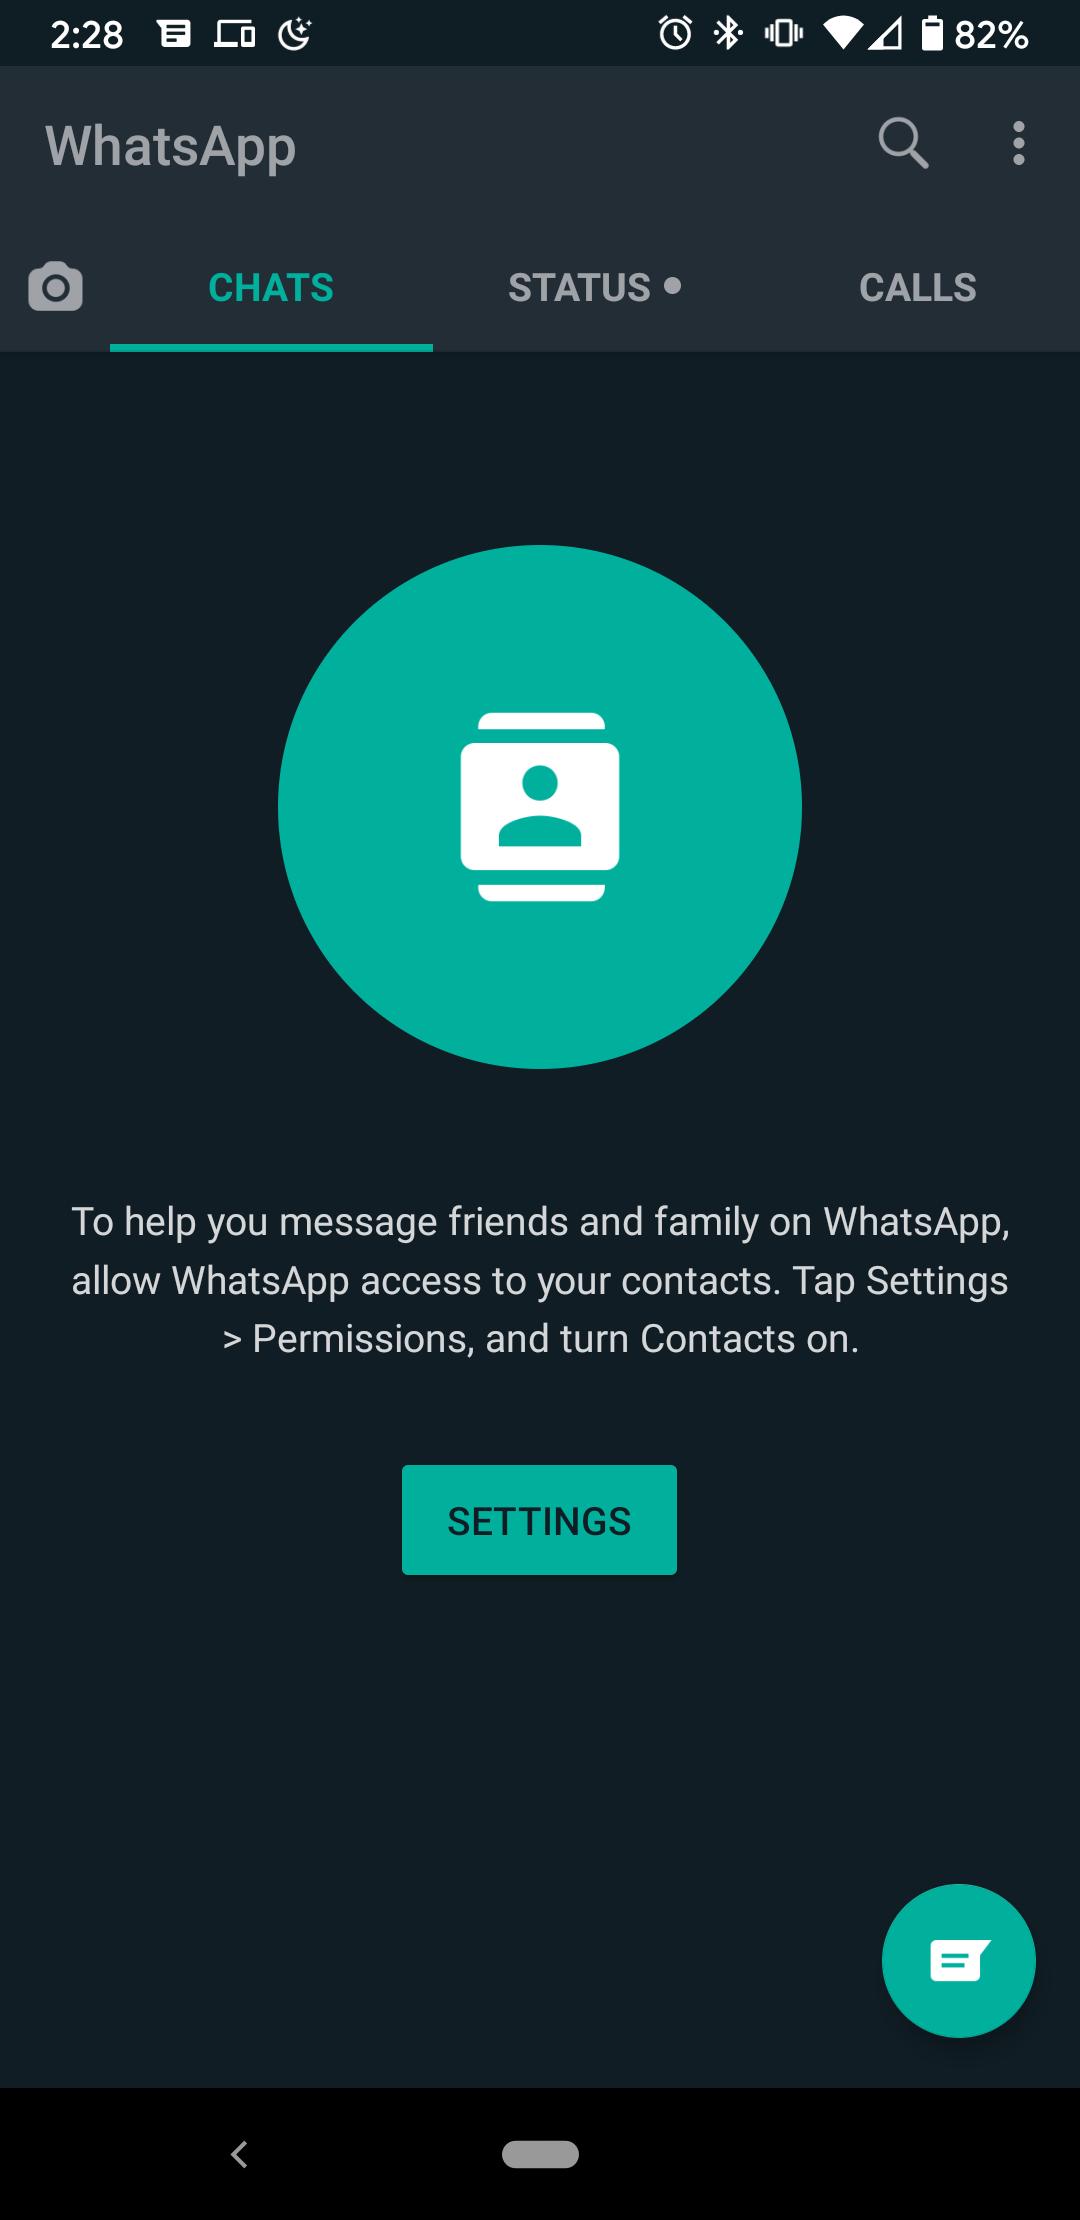 2:28
82%
WhatsApp
CHATS
STATUS
CALLS
To help you message friends and family on WhatsApp,
allow WhatsApp access to your contacts. Tap Settings
> Permissions, and turn Contacts on.
SETTINGS